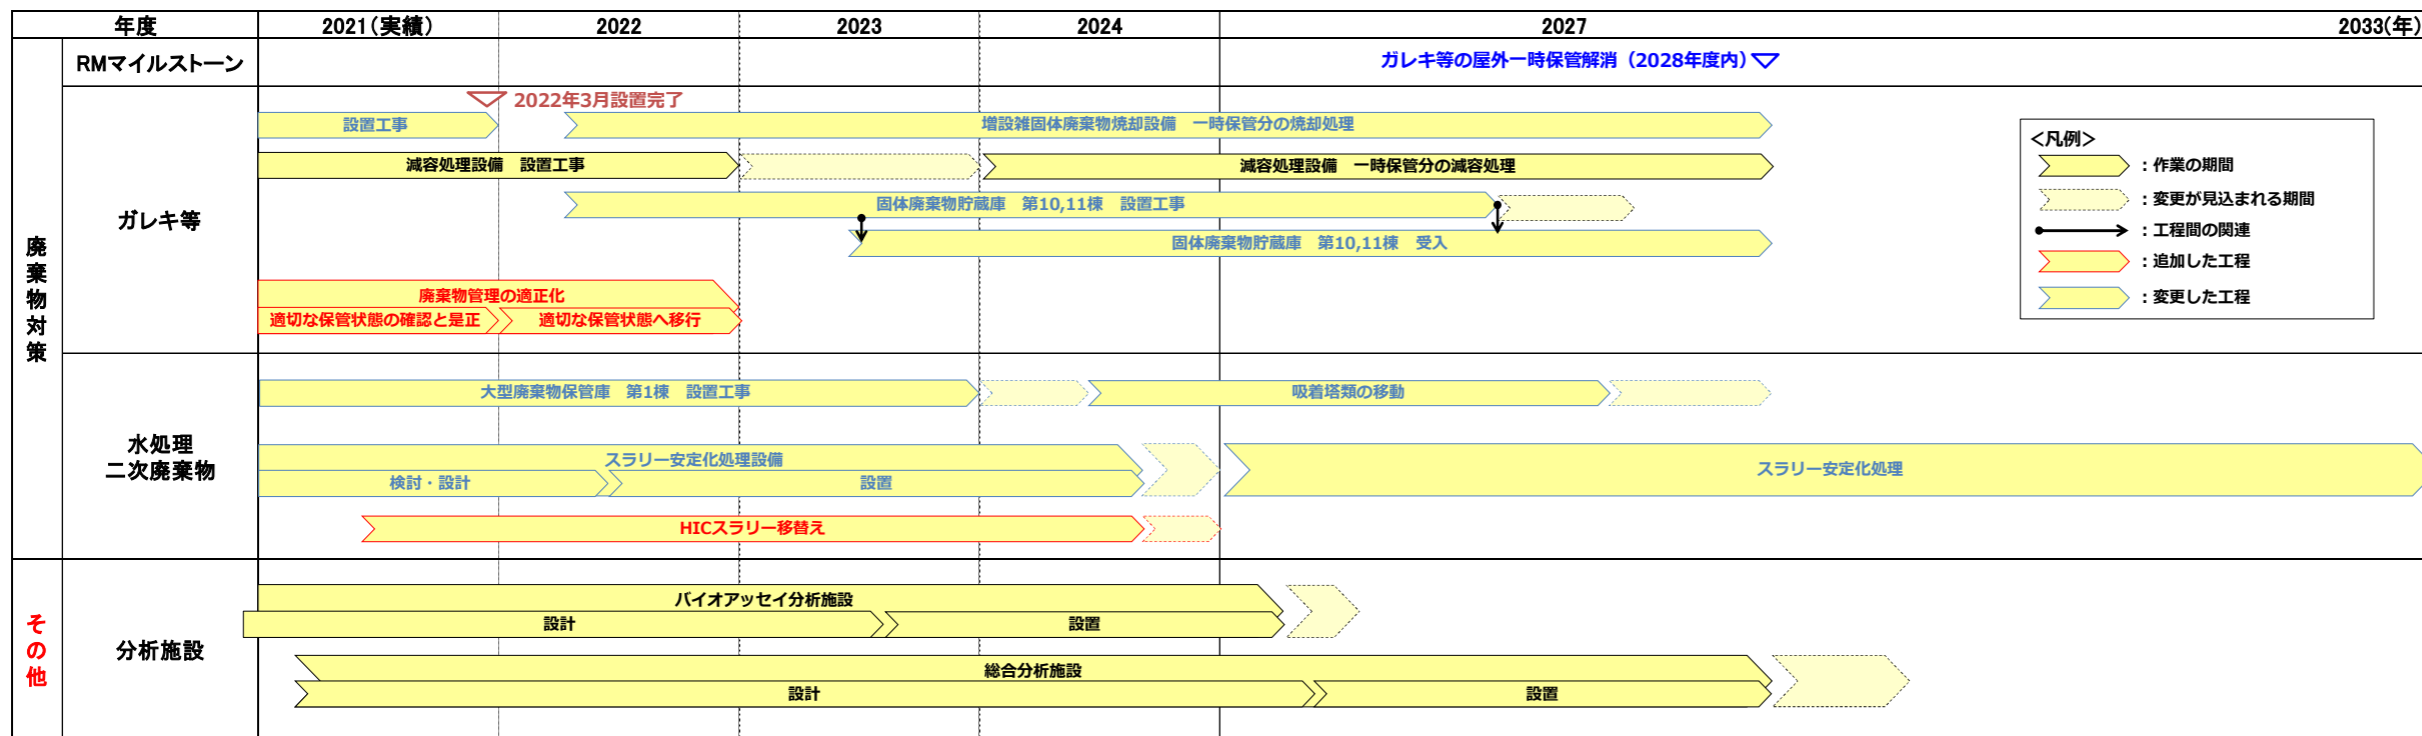 年度
2021(実績)
2022
2023
2024
2027
2033(年)
廃棄物対策
RMマイルストーン
ガレキ等の屋外一時保管解消（2028年度内）
ガレキ等
2022年3月設置完了
設置工事
増設雑固体廃棄物焼却設備　一時保管分の焼却処理
減容処理設備　設置工事
減容処理設備　一時保管分の減容処理
固体廃棄物貯蔵庫　第10,11棟　設置工事
固体廃棄物貯蔵庫　第10,11棟　受入
廃棄物管理の適正化
適切な保管状態の確認と是正
適切な保管状態へ移行
＜凡例＞
：作業の期間
：変更が見込まれる期間
：工程間の関連
：追加した工程
：変更した工程
水処理
二次廃棄物
大型廃棄物保管庫　第1棟　設置工事
吸着塔類の移動
スラリー安定化処理設備
検討・設計
設置
スラリー安定化処理
HICスラリー移替え
その他
分析施設
バイオアッセイ分析施設
設計
設置
総合分析施設
設計
設置